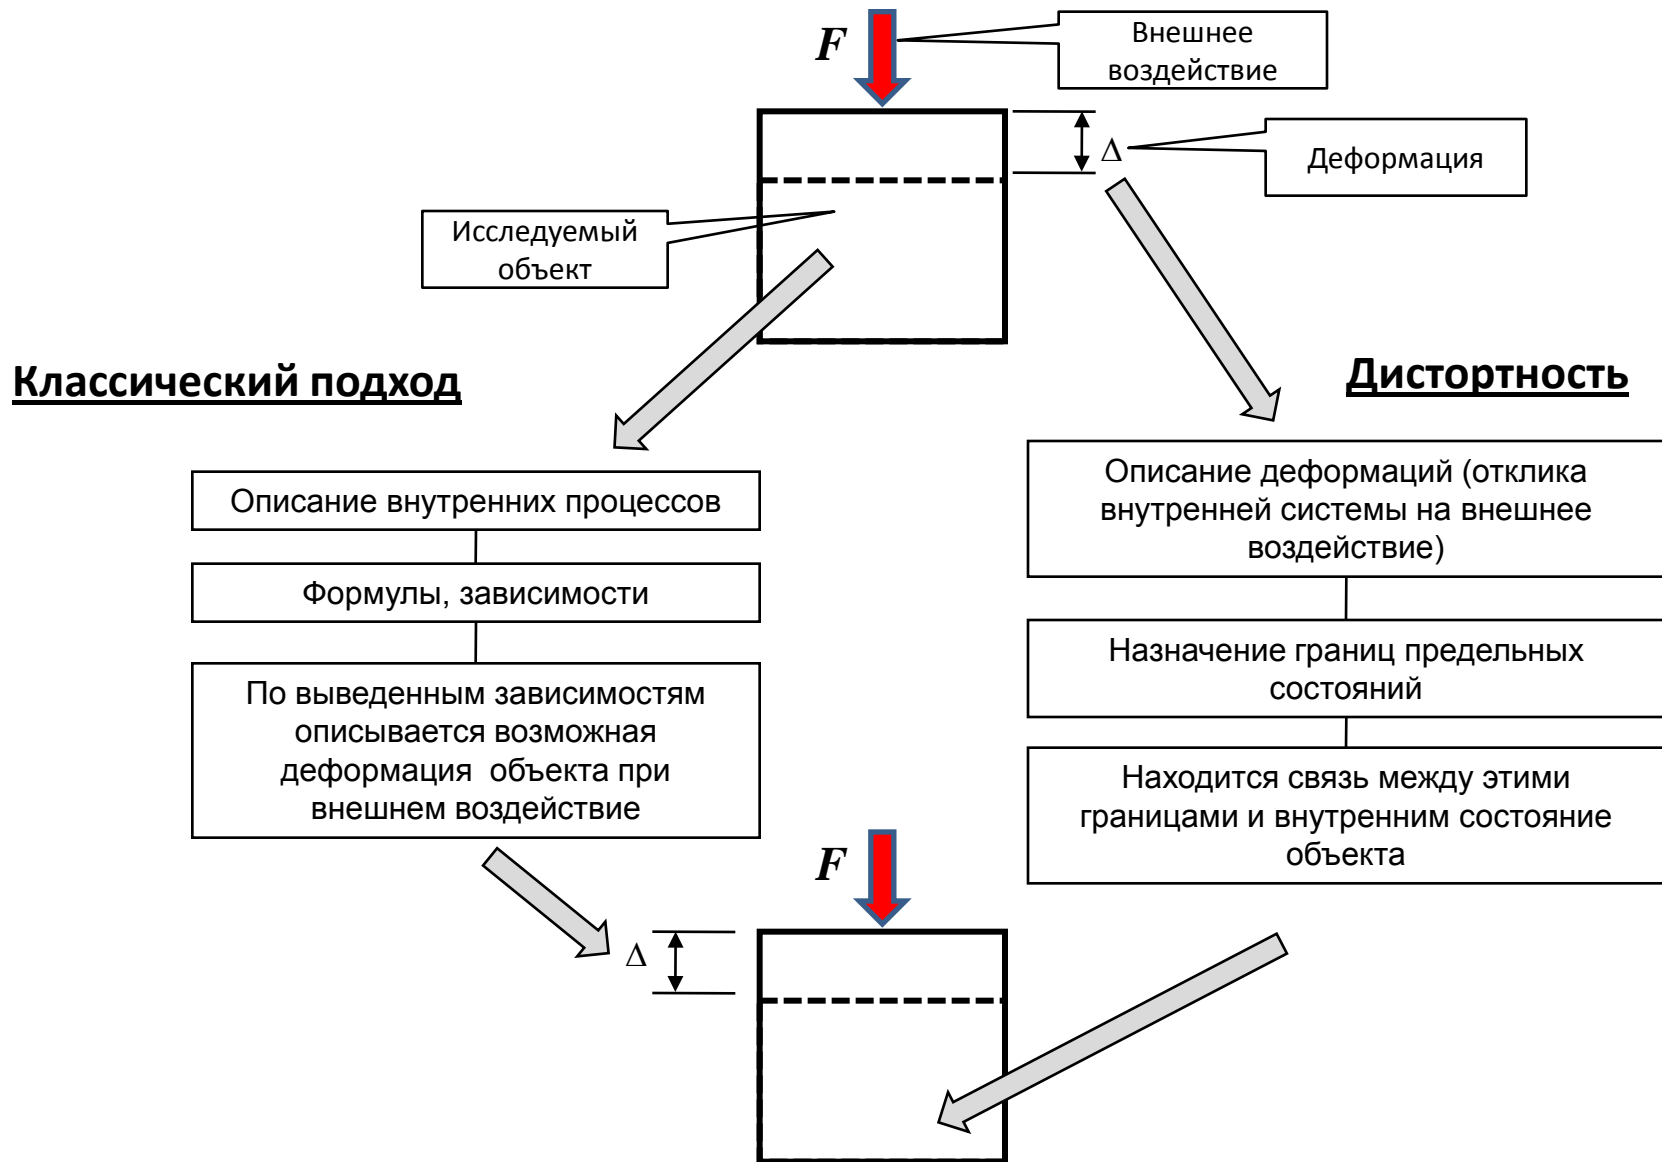 F
Внешнее
воздействие
Δ
Деформация
Исследуемый
объект
Классический подход
Дистортность
Описание внутренних процессов
Формулы, зависимости
По выведенным зависимостям
описывается возможная
деформация объекта при
внешнем воздействие
Описание деформаций (отклика
внутренней системы на внешнее
воздействие)
Назначение границ предельных
состояний
Находится связь между этими
границами и внутренним состояние
объекта
F
Δ